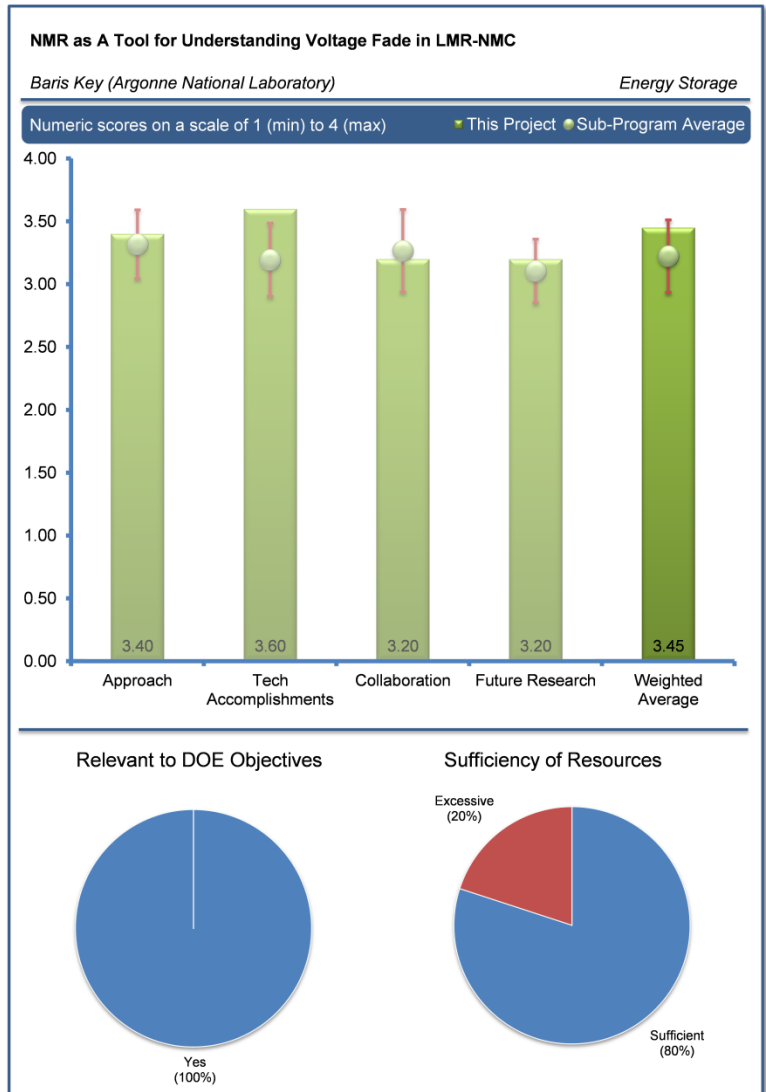 NMR as A Tool for Understanding Voltage Fade in LMR-NMC
Baris Key (Argonne National Laboratory) Energy Storage
Numeric scores on a scale of 1 (min) to 4 (max) This Project Sub-Program Average
4.00
3.50
3.00
2.50
2.00
1.50
1.00
0.50
0.00
3.40 3.60 3.20 3.20 3.45
Approach Tech Collaboration Future Research Weighted
Accomplishments Average
Relevant to DOE Objectives Sufficiency of Resources
Excessive
(20%)
Sufficient
(80%)
Yes
(100%)